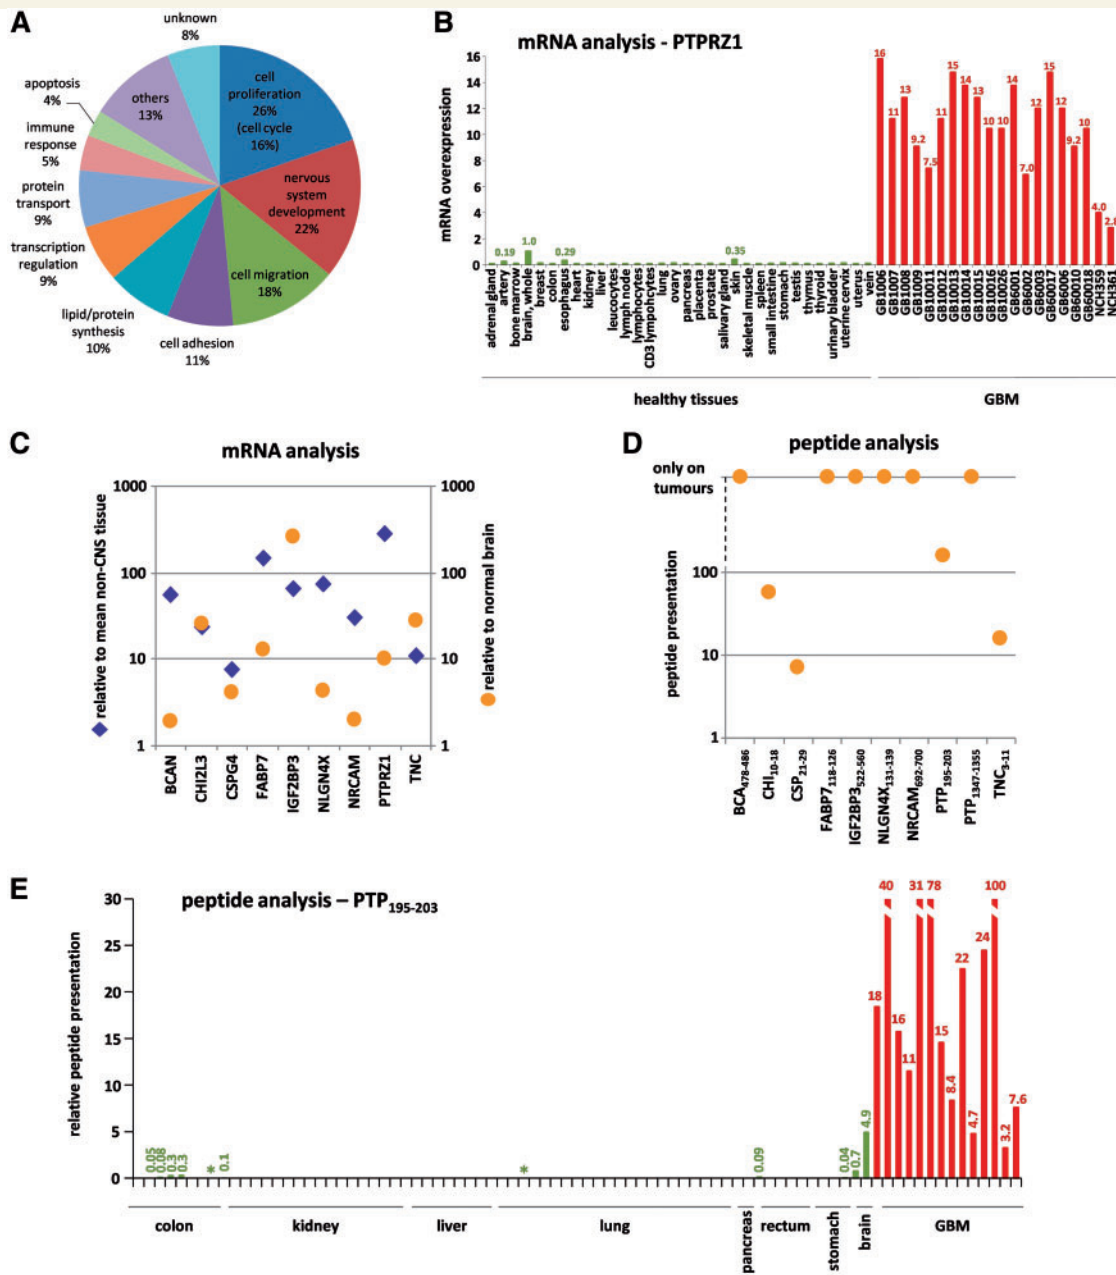 A
unknown
8%
apoptosis
4%
others
13%
immune
response
5%
protein
transport
9%
transcription
regulation
9%
lipid/protein
synthesis
10%
cell adhesion
11%
cell migration
18%
nervous
system
development
22%
cell
proliferation
26%
(cell cycle
16%)
B
mRNA analysis - PTPRZ1
mRNA overexpression
16
14
12
10
8
6
4
2
0
0.19
1.0
0.29
0.35
16
11
13
9.2
7.5
11
15
14
13
10
10
14
7.0
12
15
12
9.2
10
4.0
2.8
adrenal gland
artery
bone marrow
brain, whole
breast
colon
esophagus
heart
kidney
liver
leucocytes
lymph node
lymphocytes
CD3 lympohcytes
lung
ovary
pancreas
placenta
prostate
salivary gland
skin
skeletal muscle
spleen
small intestine
stomach
testis
thymus
thyroid
urinary bladder
uterine cervix
uterus
vein
GB1006
GB1007
GB1008
GB1009
GB10011
GB10012
GB1013
GB10014
GB10015
GB10016
GB10026
GB6001
GB6002
GB6003
GB60017
GB6006
GB60010
GB60018
NCH359
NCH361
healthy tissues
GBM
C
mRNA analysis
relative to mean non-CNS tissue
1000
100
10
1
1000
100
10
1
relative to normal brain
BCAN
CHI2L3
CSPG4
FABP7
IGF2BP3
NLGN4X
NRCAM
PTPRZ1
TNC
D
peptide analysis
only on
tumours
peptide presentation
100
10
1
BCA478-486
CHI10-18
CSP21-29
FABP7118-126
IGF2BP3522-560
NLGN4X131-139
NRCAM692-700
PTP195-203
PTP1347-1355
TNC3-11
E
peptide analysis – PTP195-203
relative peptide presentation
30
25
20
15
10
5
0
0.05
0.08
0.3
0.3
*
0.1
*
0.09
0.04
0.7
4.9
18
40
16
11
31
78
15
8.4
22
4.7
24
100
3.2
7.6
colon
kidney
liver
lung
pancreas
rectum
stomach
brain
GBM